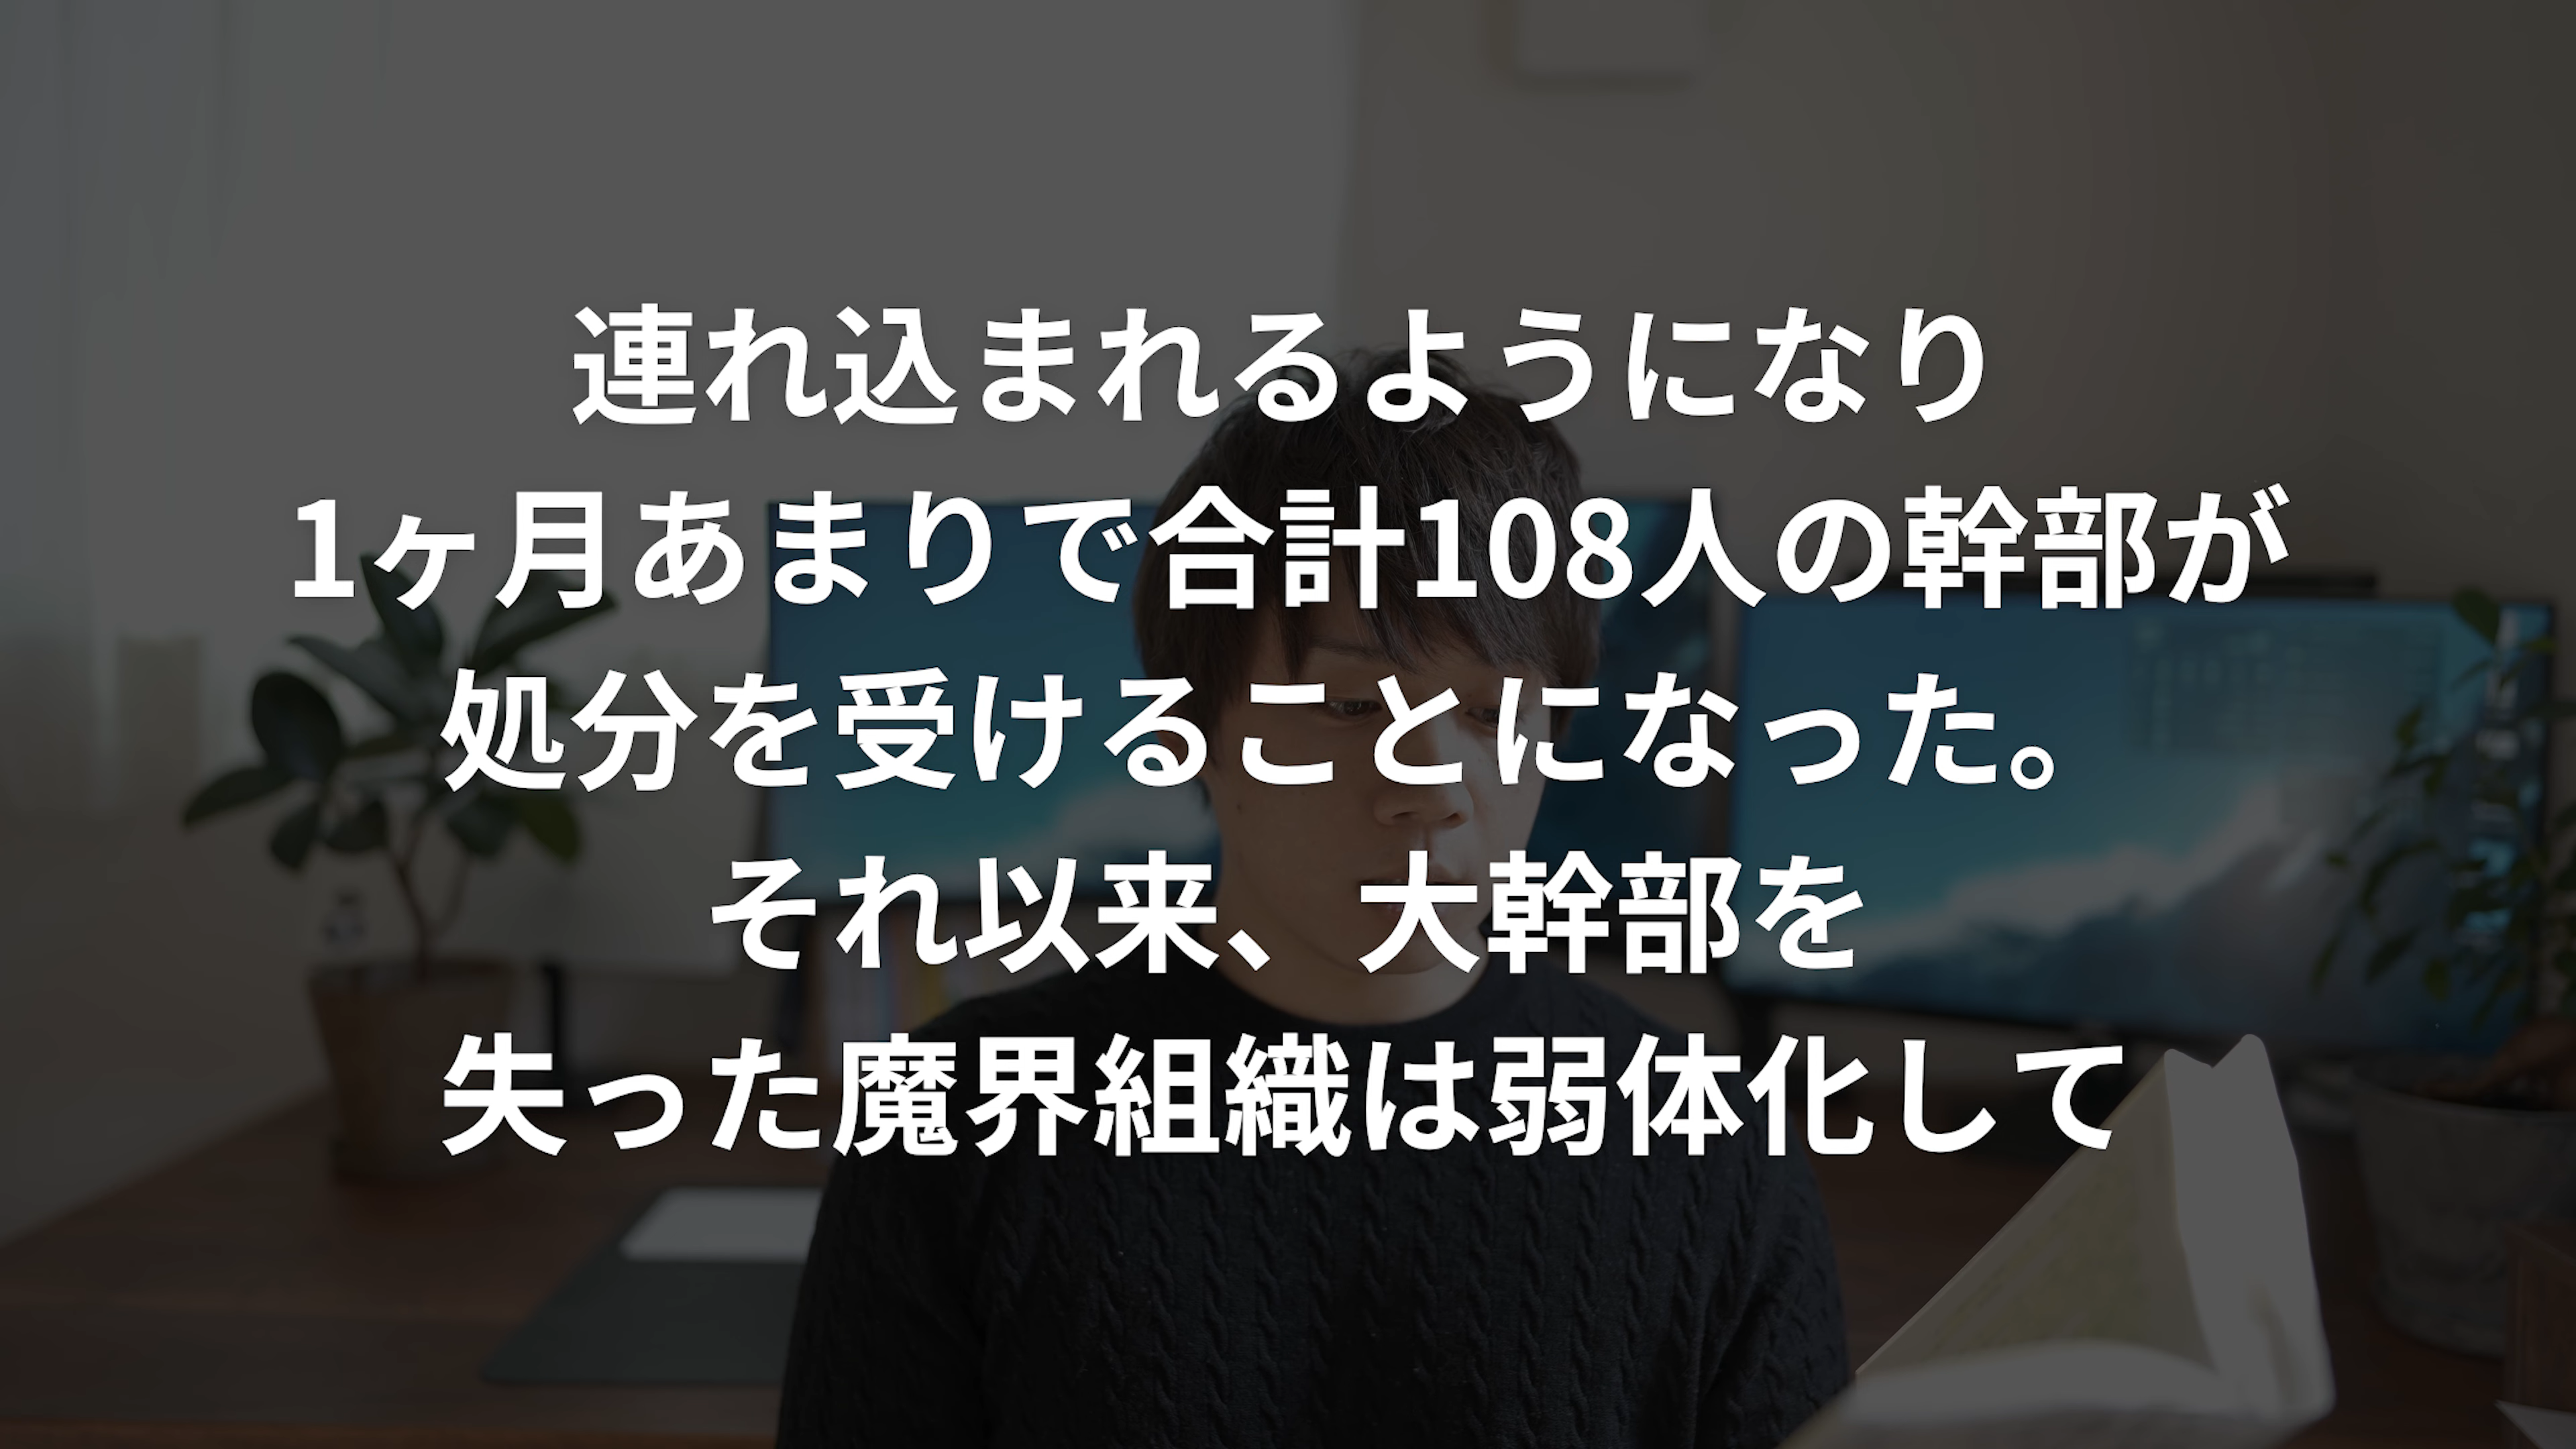 連れ込まれるようになり
1ヶ月あまりで合計108人の幹部が
処分を受けることになった。
それ以来、大幹部を
失った魔界組織は弱体化して